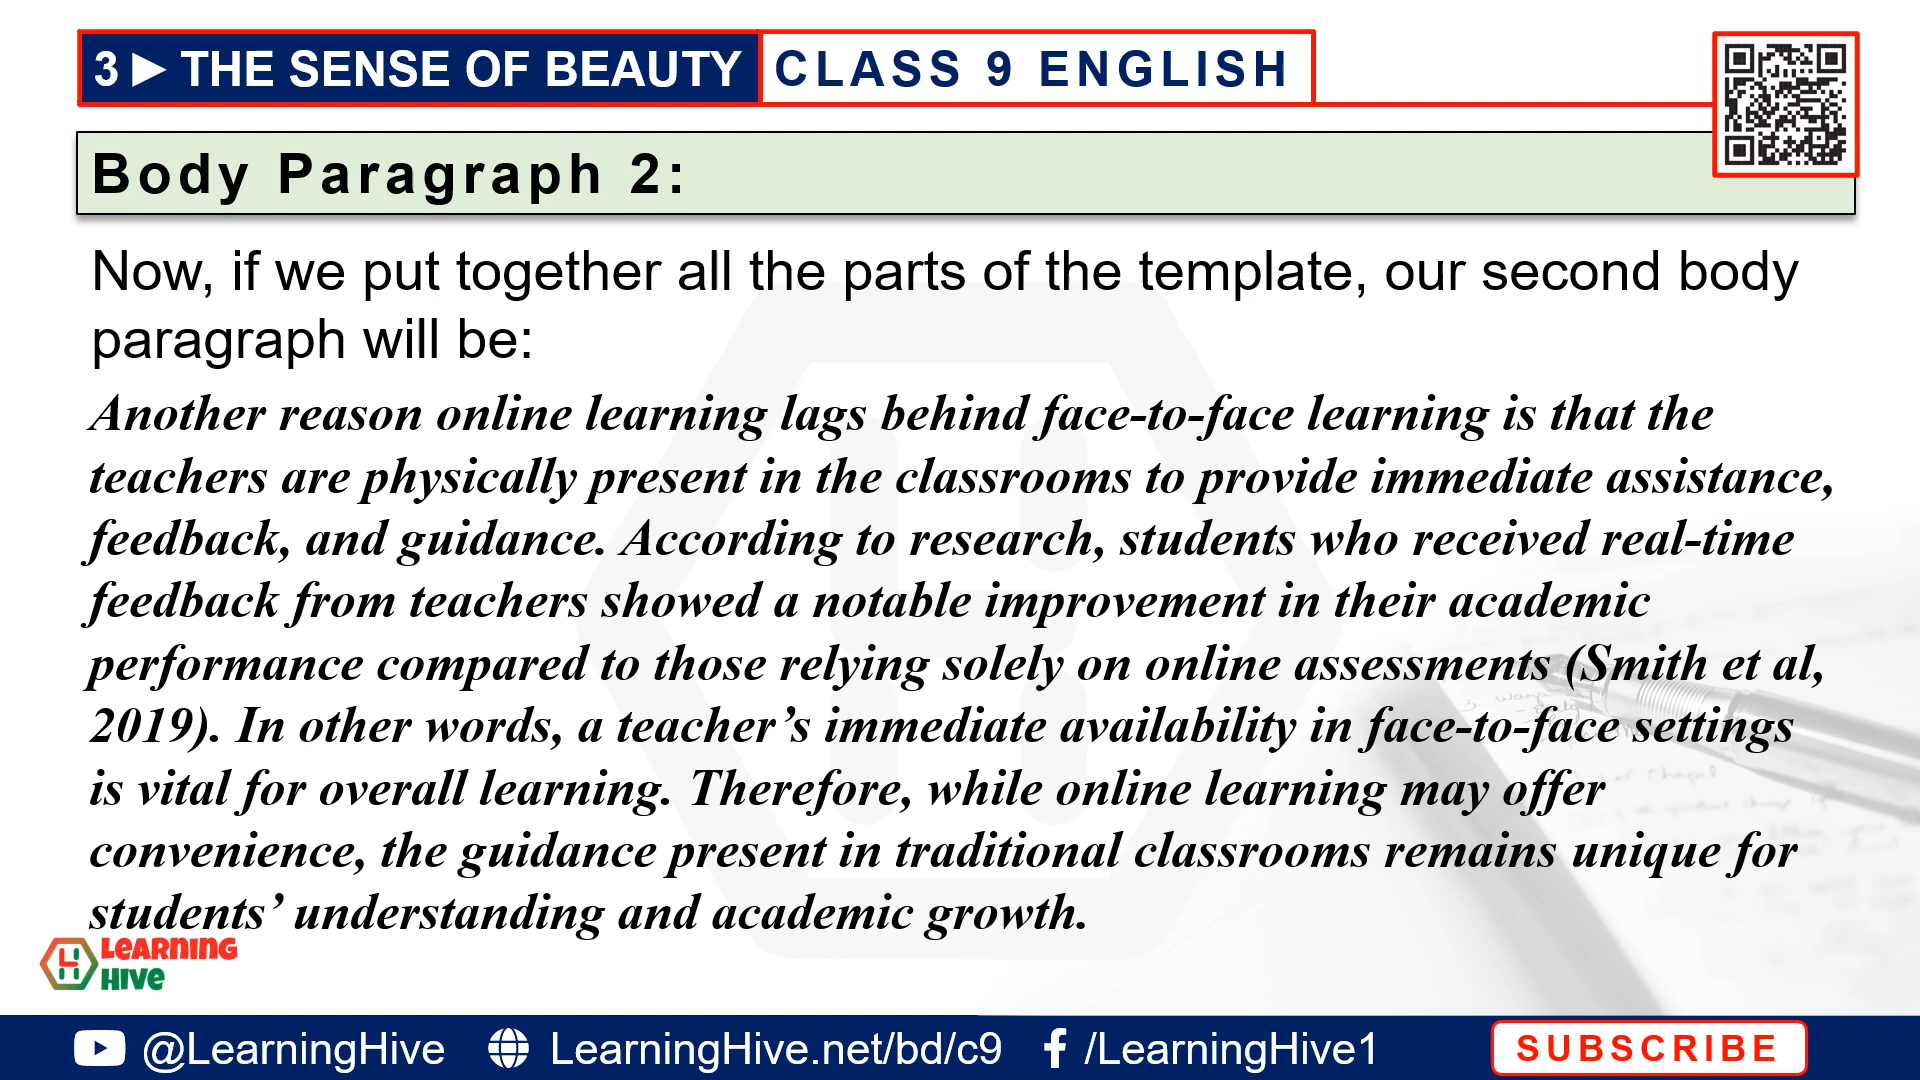 3 ► THE SENSE OF BEAUTY CLASS 9 ENGLISH
Body Paragraph 2:
Now, if we put together all the parts of the template, our second body
paragraph will be:
Another reason online learning lags behind face-to-face learning is that the
teachers are physically present in the classrooms to provide immediate assistance,
feedback, and guidance. According to research, students who received real-time
feedback from teachers showed a notable improvement in their academic
performance compared to those relying solely on online assessments (Smith et al,
2019). In other words, a teacher’s immediate availability in face-to-face settings
is vital for overall learning. Therefore, while online learning may offer
convenience, the guidance present in traditional classrooms remains unique for
students’ understanding and academic growth.
Learning
Hive
@LearningHive LearningHive.net/bd/c9 /LearningHive1 SUBSCRIBE